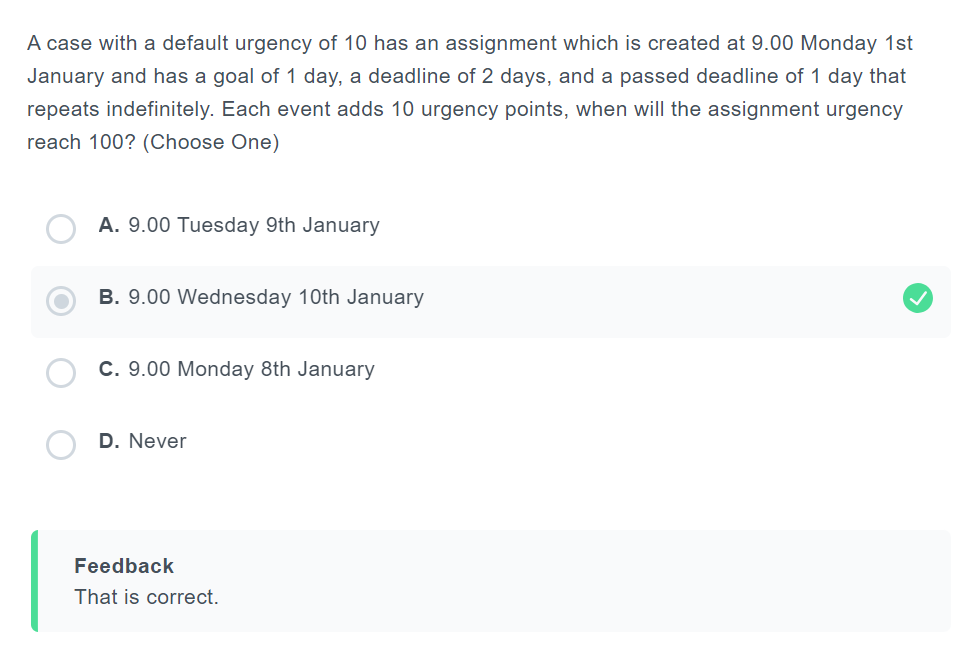 A case with a default urgency of 10 has an assignment which is created at 9.00 Monday 1st
January and has a goal of 1 day, a deadline of 2 days, and a passed deadline of 1 day that
repeats indefinitely. Each event adds 10 urgency points, when will the assignment urgency
reach 100? (Choose One)
A. 9.00 Tuesday 9th January
B. 9.00 Wednesday 10th January
C. 9.00 Monday 8th January
D. Never
Feedback
That is correct.